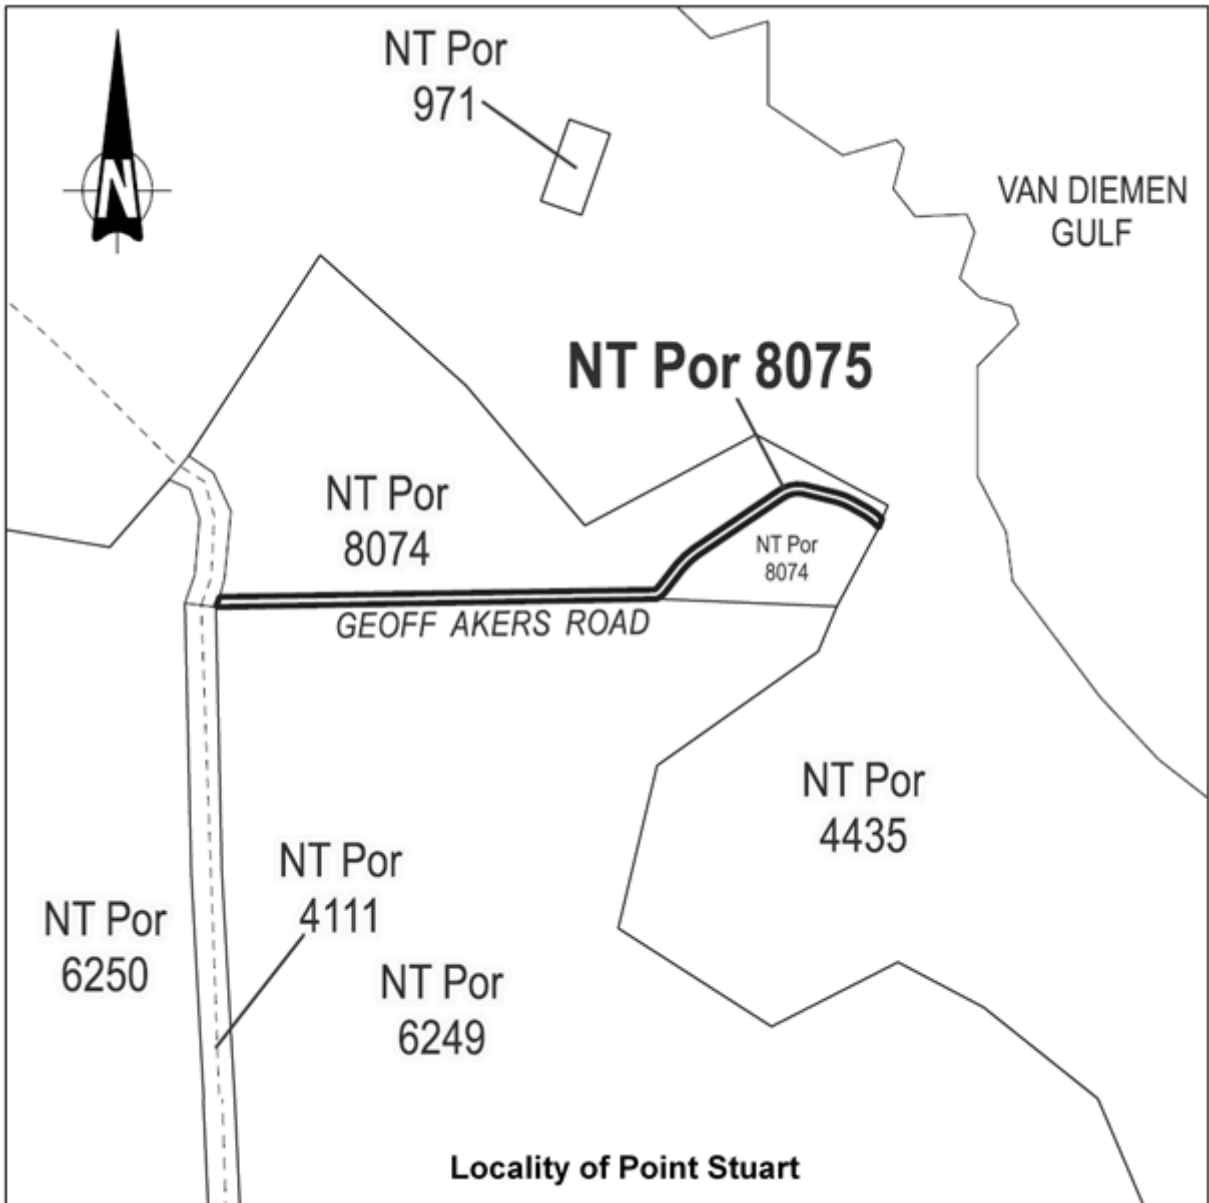 NT Por
971
N
VAN DIEMEN
GULF
NT Por 8075
NT Por
8074
NT Por
8074
GEOFF AKERS ROAD
NT Por
4435
NT Por
4111
NT Por
6250
NT Por
6249
Locality of Point Stuart